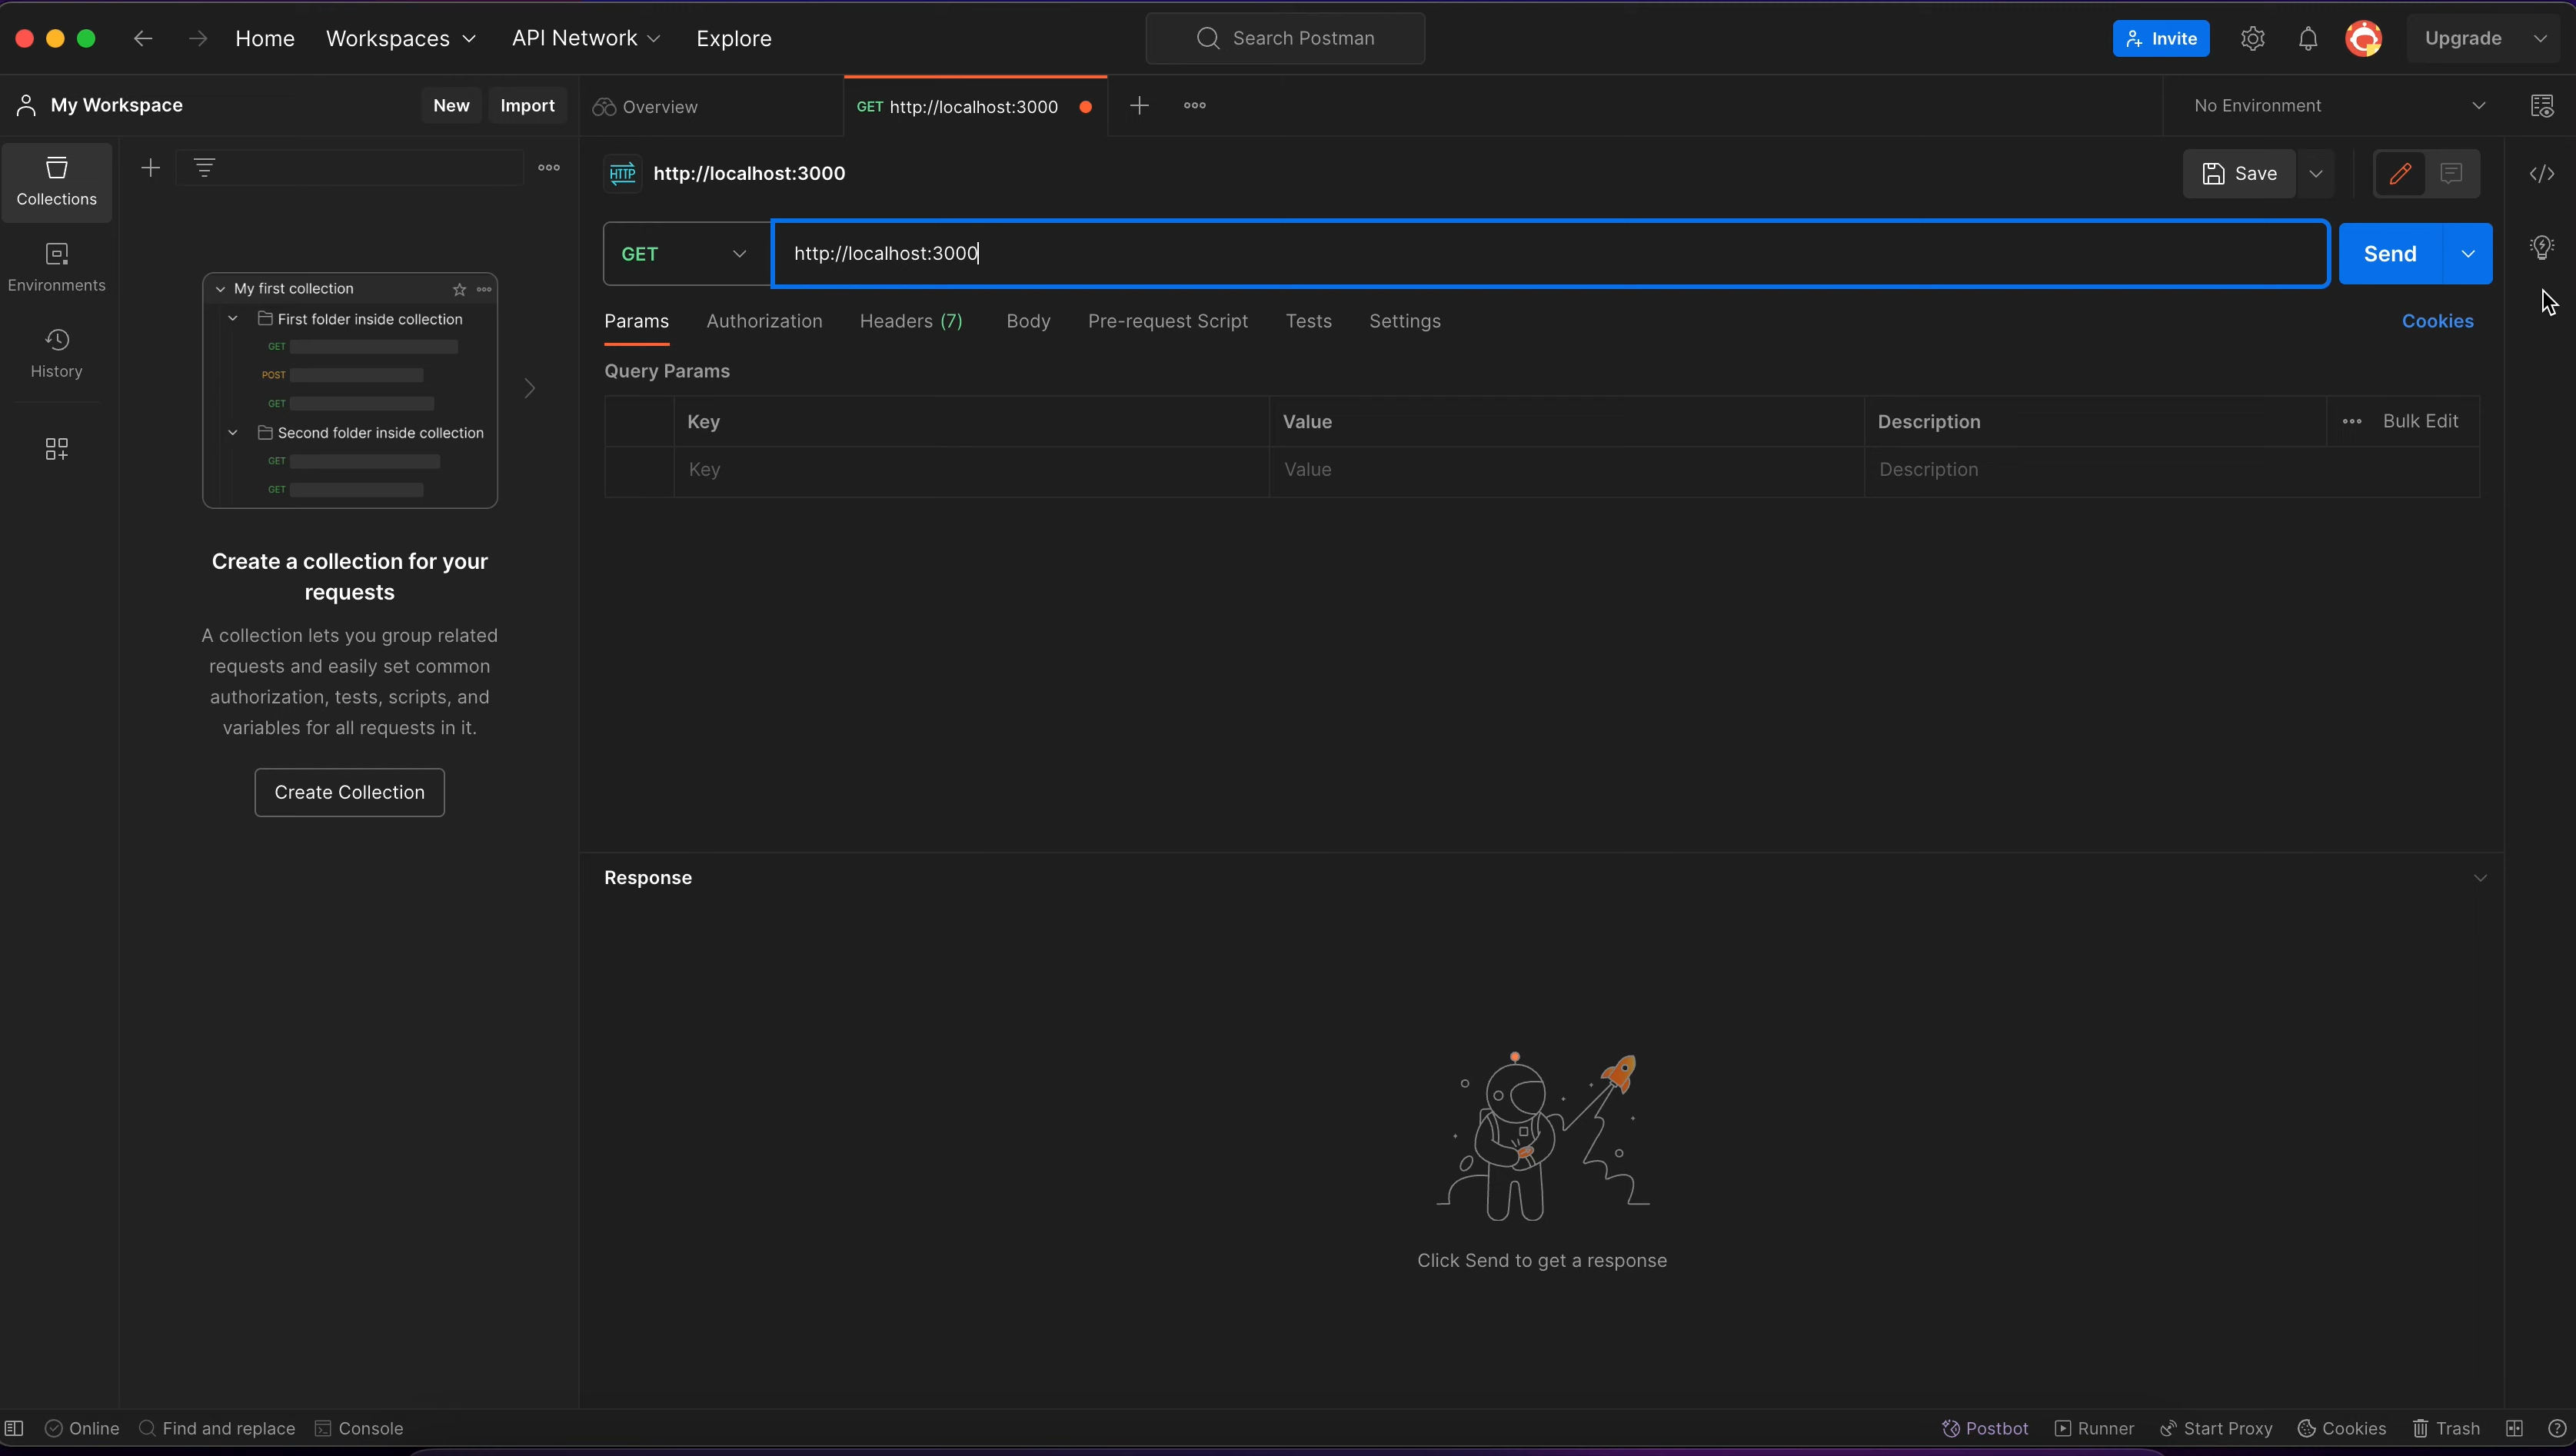 Home Workspaces API Network Explore Search Postman Invite Upgrade
My Workspace New Import Overview GET http://localhost:3000 No Environment
Collections
Environments
History
My first collection
First folder inside collection
GET
POST
GET
Second folder inside collection
GET
GET
Create a collection for your
requests
A collection lets you group related
requests and easily set common
authorization, tests, scripts, and
variables for all requests in it.
Create Collection
HTTP http://localhost:3000 Save
GET http://localhost:3000 Send
Params Authorization Headers (7) Body Pre-request Script Tests Settings Cookies
Query Params
Key Value Description Bulk Edit
Key Value Description
Response
Click Send to get a response
Online Find and replace Console Postbot Runner Start Proxy Cookies Trash